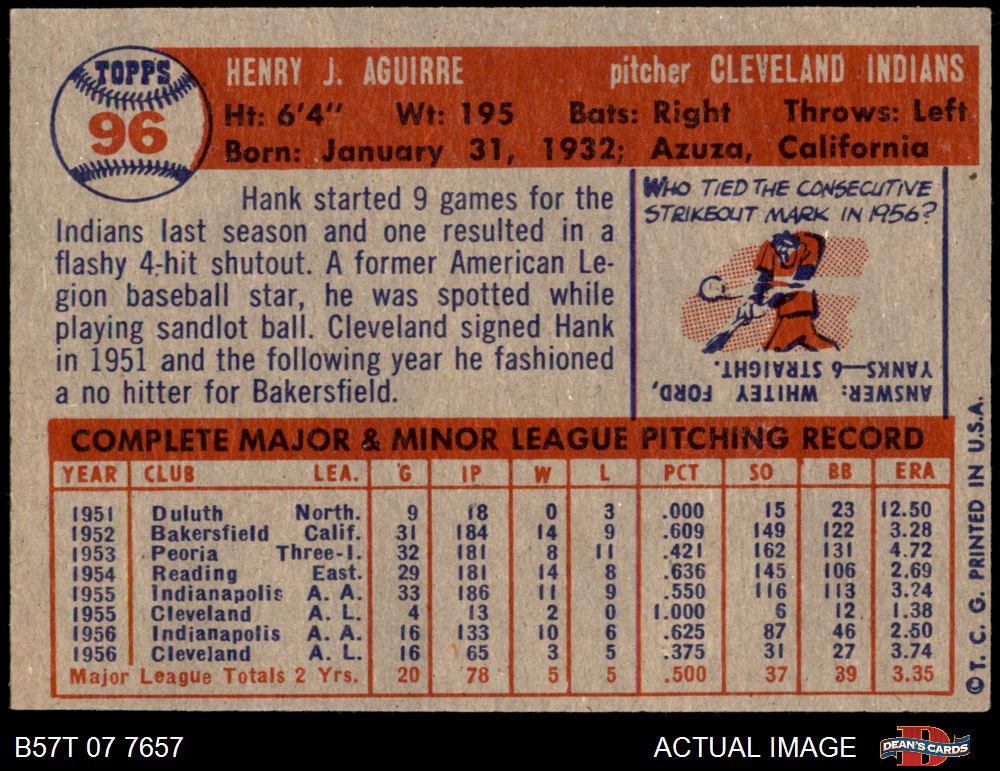 TOPPS
96
HENRY J. AGUIRRE pitcher CLEVELAND INDIANS
Ht: 6'4" Wt: 195 Bats: Right Throws: Left
Born: January 31, 1932; Azuza, California
Hank started 9 games for the
Indians last season and one resulted in a
flashy 4-hit shutout. A former American Le-
gion baseball star, he was spotted while
playing sandlot ball. Cleveland signed Hank
in 1951 and the following year he fashioned
a no hitter for Bakersfield.
WHO TIED THE CONSECUTIVE
STRIKEOUT MARK IN 1956?
ANSWER: WHITEY FORD,
YANKS—6 STRAIGHT.
COMPLETE MAJOR & MINOR LEAGUE PITCHING RECORD
YEAR CLUB LEA. G IP W L PCT SO BB ERA
1951 Duluth North. 9 18 0 3 .000 15 23 12.50
1952 Bakersfield Calif. 31 184 14 9 .609 149 122 3.28
1953 Peoria Three-I. 32 181 8 11 .421 162 131 4.72
1954 Reading East. 29 181 14 8 .636 145 106 2.69
1955 Indianapolis A. A. 33 186 11 9 .550 116 113 3.24
1955 Cleveland A. L. 4 13 2 0 1.000 6 12 1.38
1956 Indianapolis A. A. 16 133 10 6 .625 87 46 2.50
1956 Cleveland A. L. 16 65 3 5 .375 31 27 3.74
Major League Totals 2 Yrs. 20 78 5 5 .500 37 39 3.35
© T. C. G. PRINTED IN U.S.A.
B57T 07 7657 ACTUAL IMAGE DEAN'S CARDS